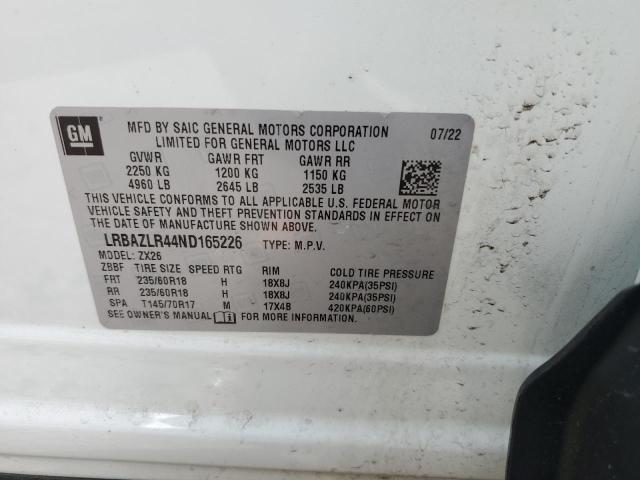 GM
MFD BY SAIC GENERAL MOTORS CORPORATION 07/22
LIMITED FOR GENERAL MOTORS LLC
GVWR GAWR FRT GAWR RR
2250 KG 1200 KG 1150 KG
4960 LB 2645 LB 2535 LB
THIS VEHICLE CONFORMS TO ALL APPLICABLE U.S. FEDERAL MOTOR
VEHICLE SAFETY AND THEFT PREVENTION STANDARDS IN EFFECT ON
THE DATE OF MANUFACTURE SHOWN ABOVE.
LRBAZLR44ND165226 TYPE: M.P.V.
MODEL: ZX26
ZBBF TIRE SIZE SPEED RTG RIM COLD TIRE PRESSURE
FRT 235/60R18 H 18X8J 240KPA(35PSI)
RR 235/60R18 H 18X8J 240KPA(35PSI)
SPA T145/70R17 M 17X4B 420KPA(60PSI)
SEE OWNER'S MANUAL FOR MORE INFORMATION.